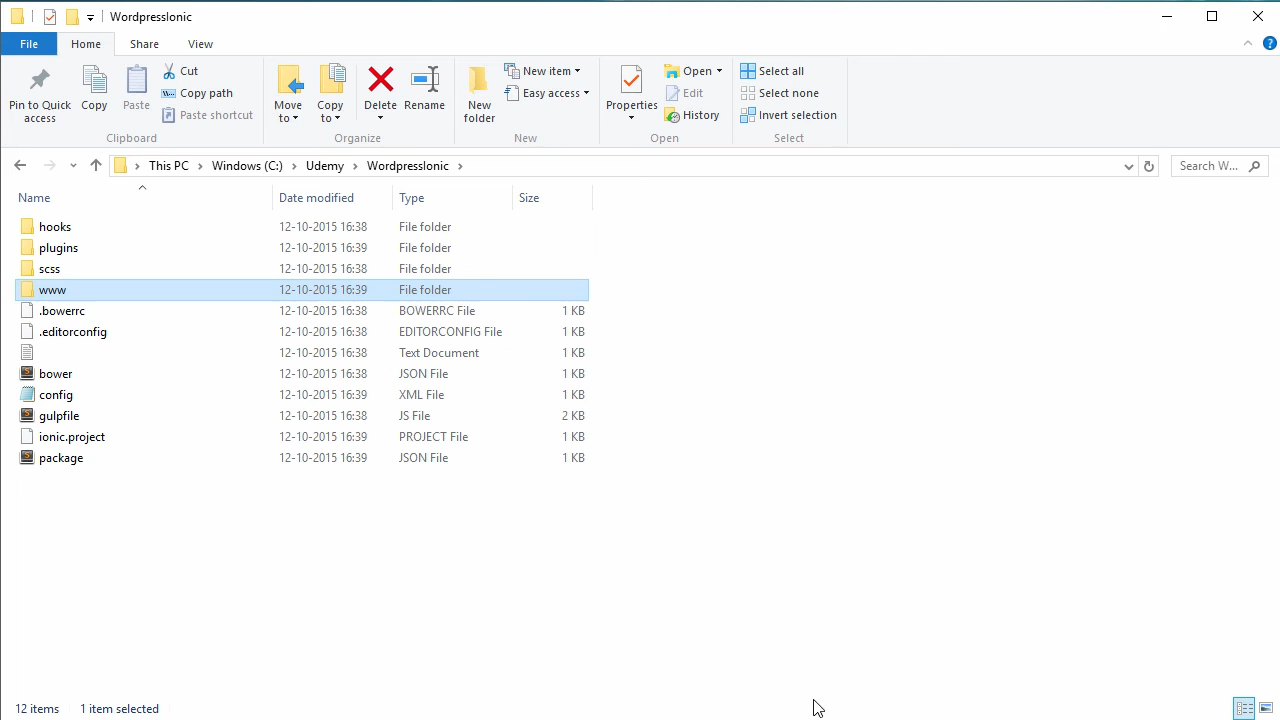 WordpressIonic
File Home Share View
Pin to Quick access
Copy
Paste
Cut
Copy path
Paste shortcut
Clipboard
Move to
Copy to
Delete
Rename
Organize
New folder
New item
Easy access
New
Properties
Open
Edit
History
Open
Select all
Select none
Invert selection
Select
This PC Windows (C:) Udemy WordpressIonic
Search W...
Name Date modified Type Size
hooks 12-10-2015 16:38 File folder
plugins 12-10-2015 16:39 File folder
scss 12-10-2015 16:38 File folder
www 12-10-2015 16:39 File folder
.bowerrc 12-10-2015 16:38 BOWERRC File 1 KB
.editorconfig 12-10-2015 16:38 EDITORCONFIG File 1 KB
12-10-2015 16:38 Text Document 1 KB
bower 12-10-2015 16:38 JSON File 1 KB
config 12-10-2015 16:39 XML File 1 KB
gulpfile 12-10-2015 16:38 JS File 2 KB
ionic.project 12-10-2015 16:39 PROJECT File 1 KB
package 12-10-2015 16:39 JSON File 1 KB
12 items 1 item selected